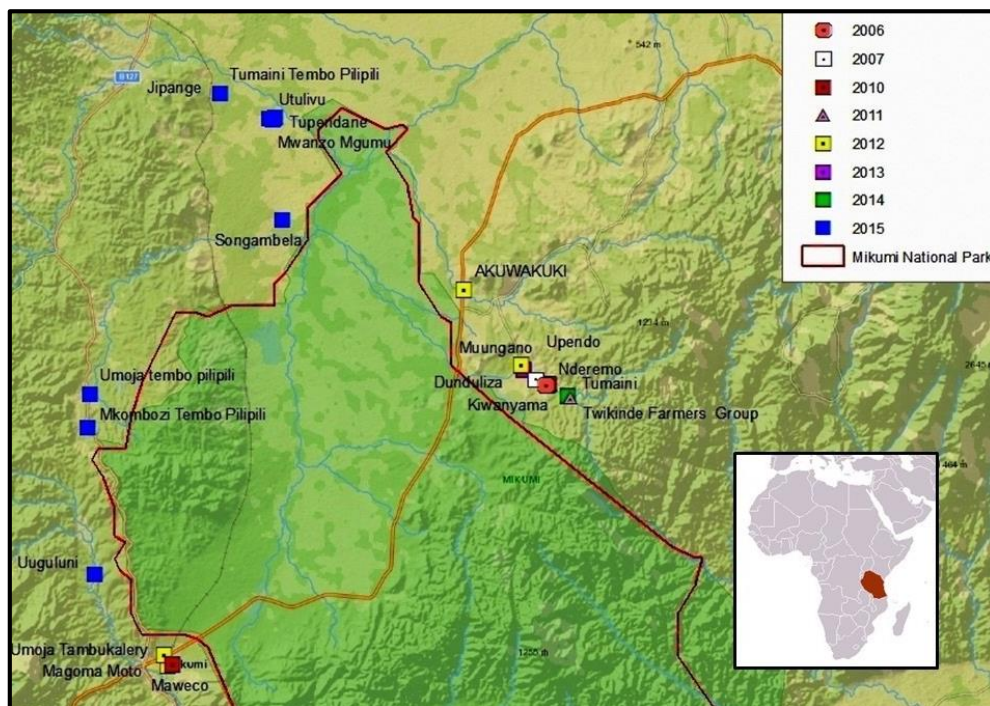 2006
2007
2010
2011
2012
2013
2014
2015
Mikumi National Park
542 m
B127
Tumaini Tembo Pilipili
Jipange
Utulivu
Tupendane
Mwanzo Mgumu
Songambela
AKUWAKUKI
Muungano
Upendo
Nderemo
Dunduliza
Tumaini
Kiwanyama
Twikinde Farmers Group
Umoja tembo pilipili
Mkombozi Tembo Pilipili
MIKUMI
Uuguluni
Umoja Tambukalery
Magoma Moto
Maweco